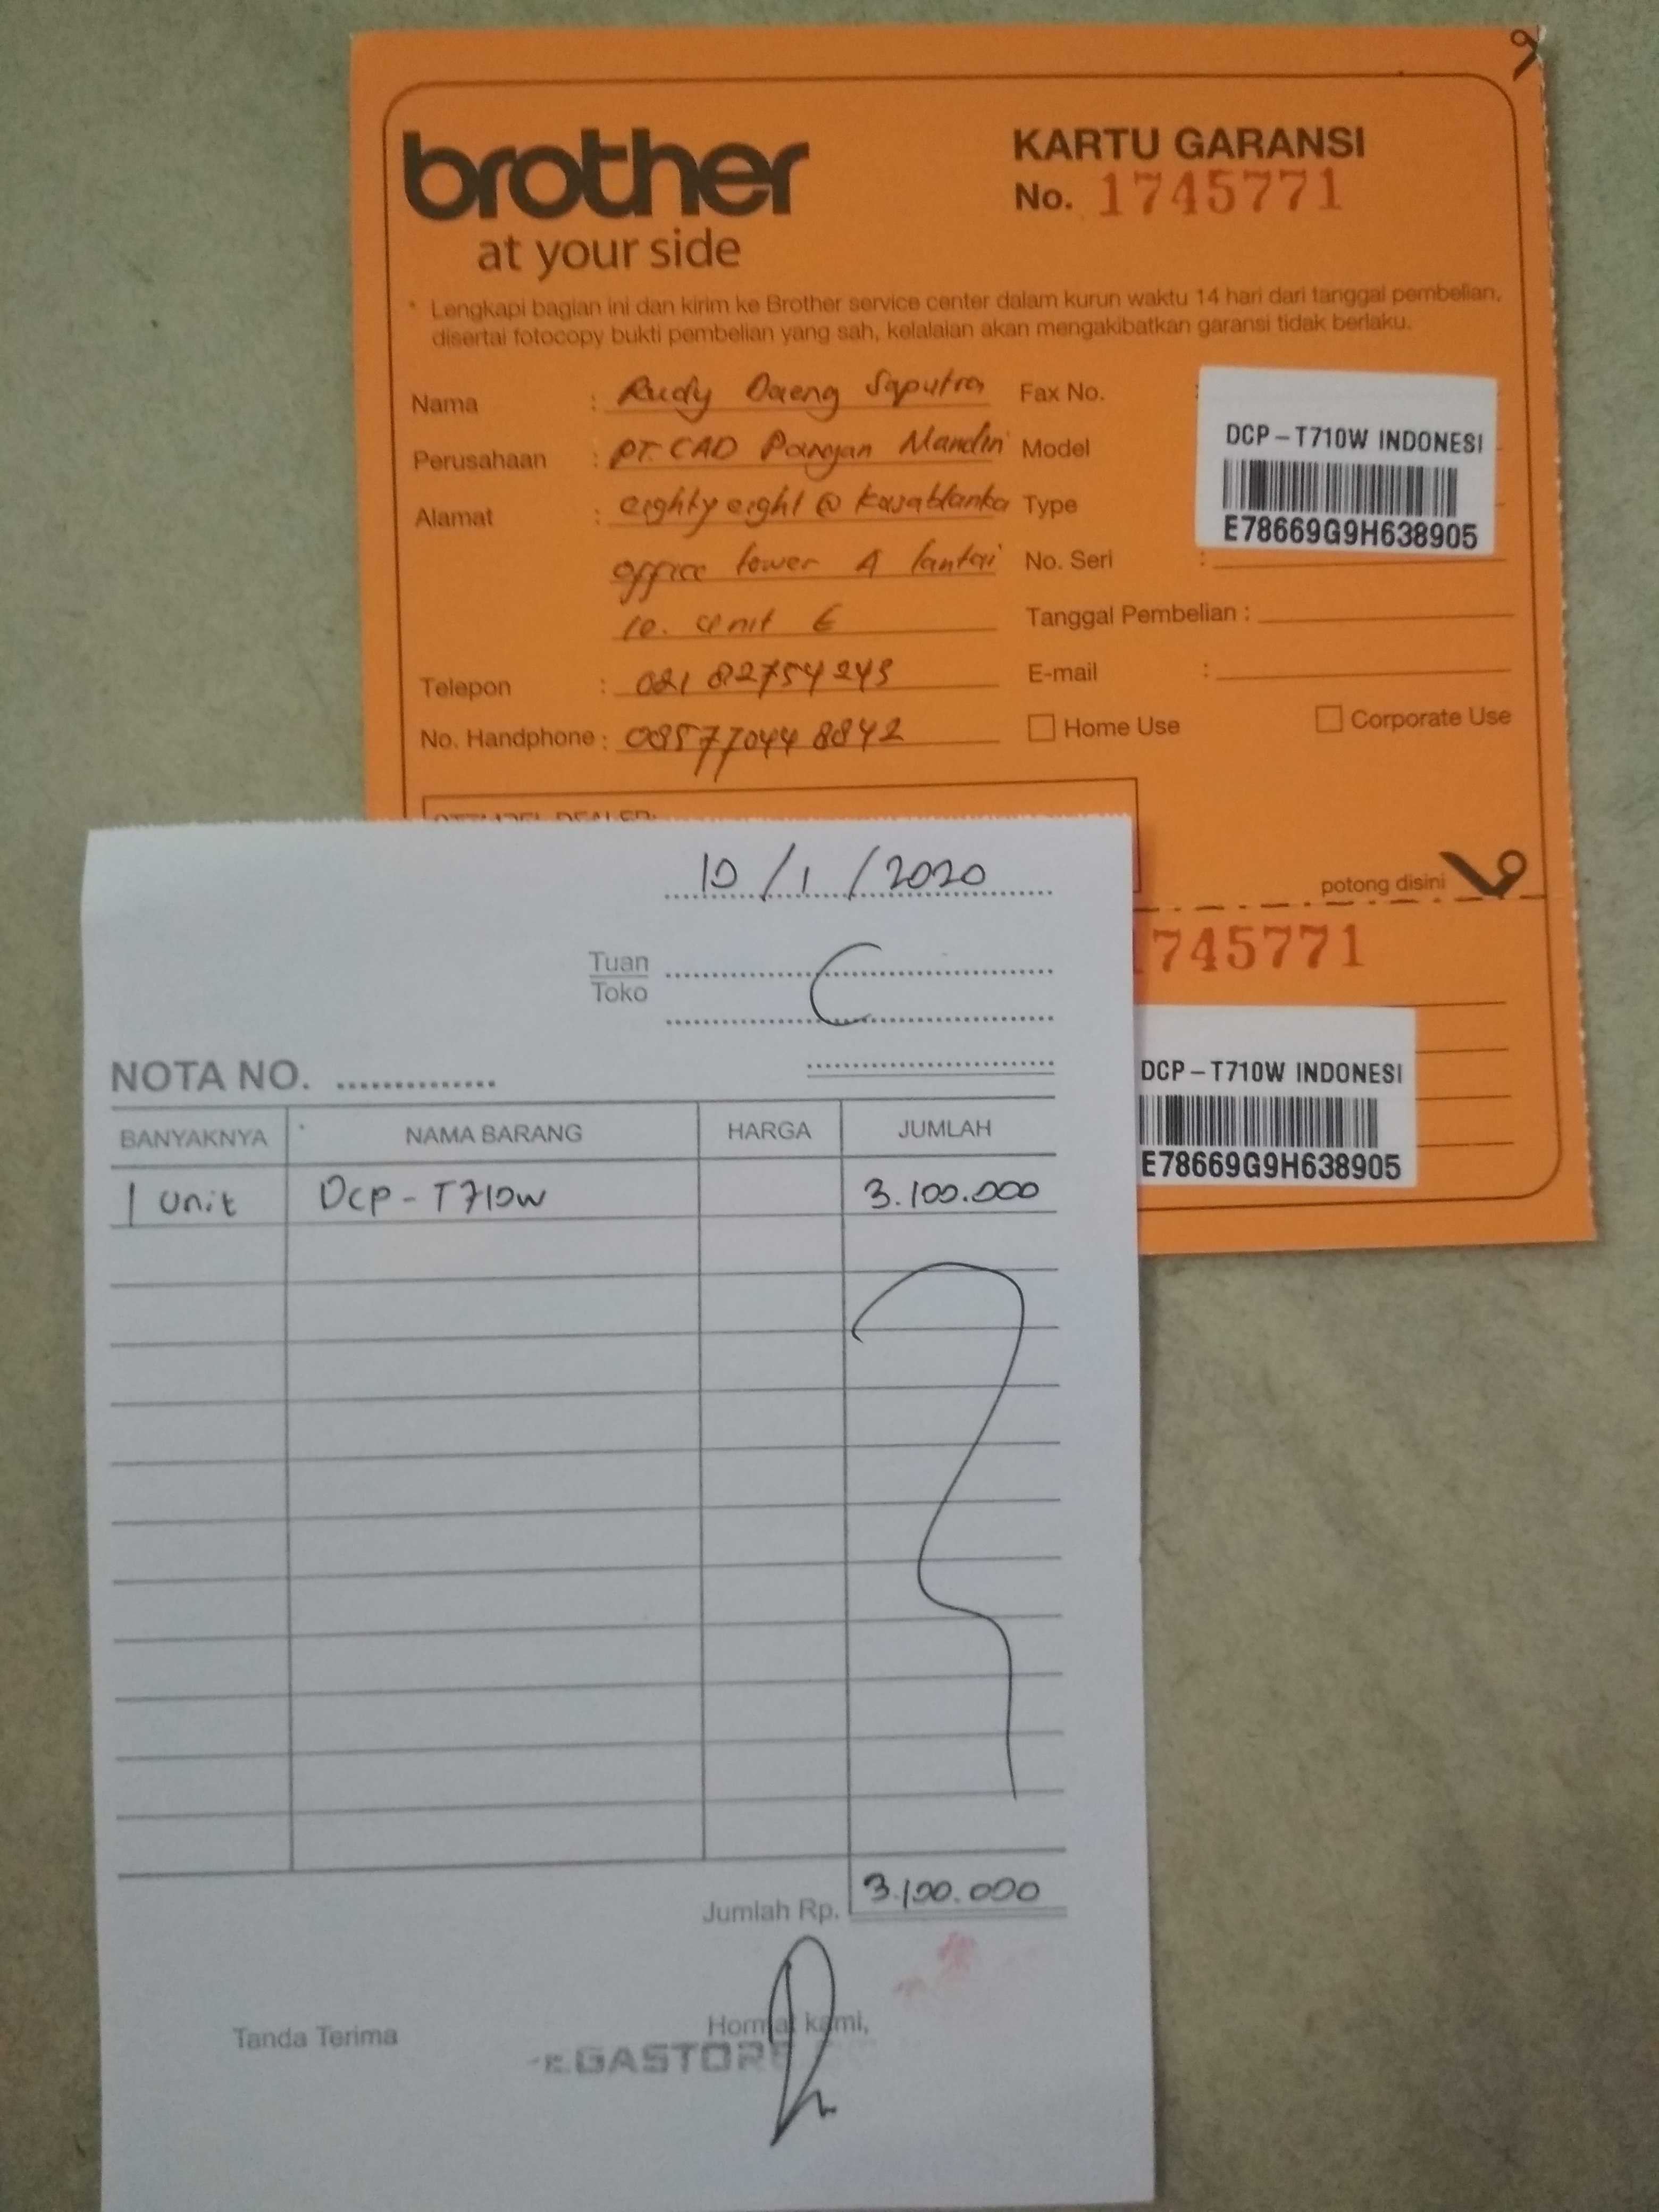 brother
at your side
KARTU GARANSI
No. 1745771
* Lengkapi bagian ini dan kirim ke Brother service center dalam kurun waktu 14 hari dari tanggal pembelian,
disertai fotocopy bukti pembelian yang sah, kelalaian akan mengakibatkan garansi tidak berlaku.
Nama : Rudy Daeng Saputra
Perusahaan : PT. CAD Pangan Mandiri
Alamat : eighty eight @ kasablanka
office tower A lantai
10. unit E
Telepon : 021 82754245
No. Handphone : 085770448842
Fax No. :
Model
Type
No. Seri :
DCP-T710W INDONESI
E78669G9H638905
Tanggal Pembelian :
E-mail :
Home Use Corporate Use
potong disini
745771
DCP-T710W INDONESI
E78669G9H638905
10/1/2020
Tuan
Toko
NOTA NO.
BANYAKNYA NAMA BARANG HARGA JUMLAH
1 Unit Dcp-T710w 3.100.000
Jumlah Rp. 3.100.000
Tanda Terima Hormat kami,